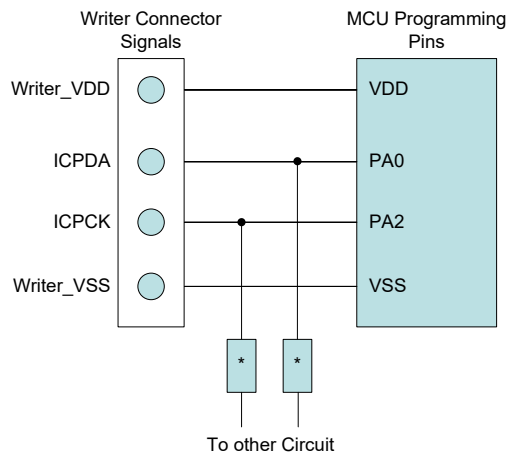 Writer Connector
Signals
MCU Programming
Pins
Writer_VDD
VDD
ICPDA
PA0
ICPCK
PA2
Writer_VSS
VSS
*
*
To other Circuit